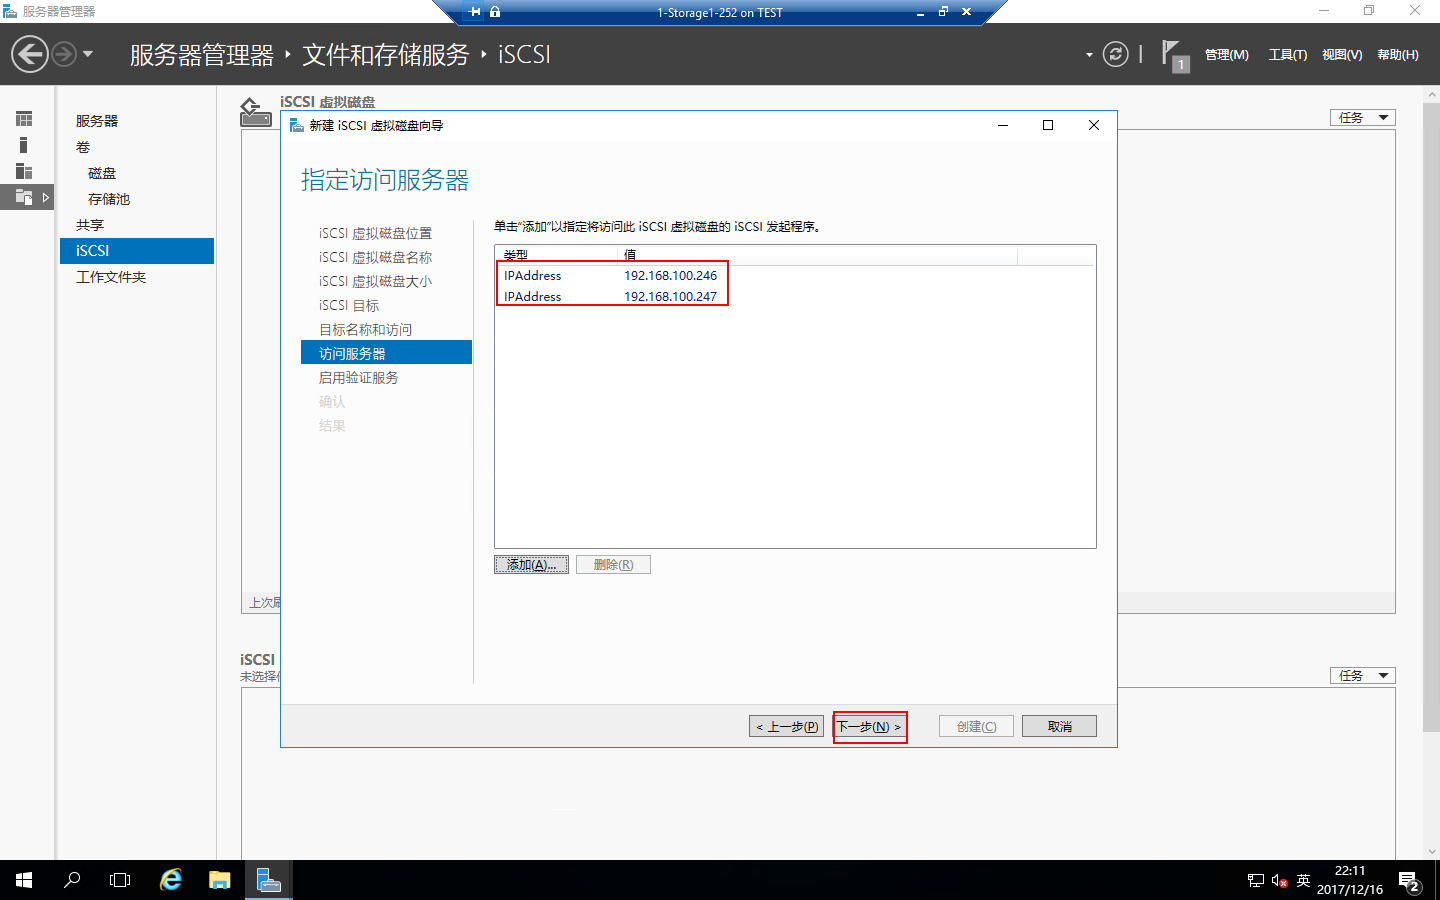 服务器管理器
1-Storage1-252 on TEST
服务器管理器 · 文件和存储服务 · iSCSI
1
管理(M) 工具(T) 视图(V) 帮助(H)
服务器
卷
磁盘
存储池
共享
iSCSI
工作文件夹
iSCSI 虚拟磁盘
任务
新建 iSCSI 虚拟磁盘向导
指定访问服务器
iSCSI 虚拟磁盘位置
iSCSI 虚拟磁盘名称
iSCSI 虚拟磁盘大小
iSCSI 目标
目标名称和访问
访问服务器
启用验证服务
确认
结果
单击“添加”以指定将访问此 iSCSI 虚拟磁盘的 iSCSI 发起程序。
类型 值
IPAddress 192.168.100.246
IPAddress 192.168.100.247
添加(A)... 删除(R)
< 上一步(P) 下一步(N) > 创建(C) 取消
上次
iSCSI
未选择
任务
英
22:11
2017/12/16
2